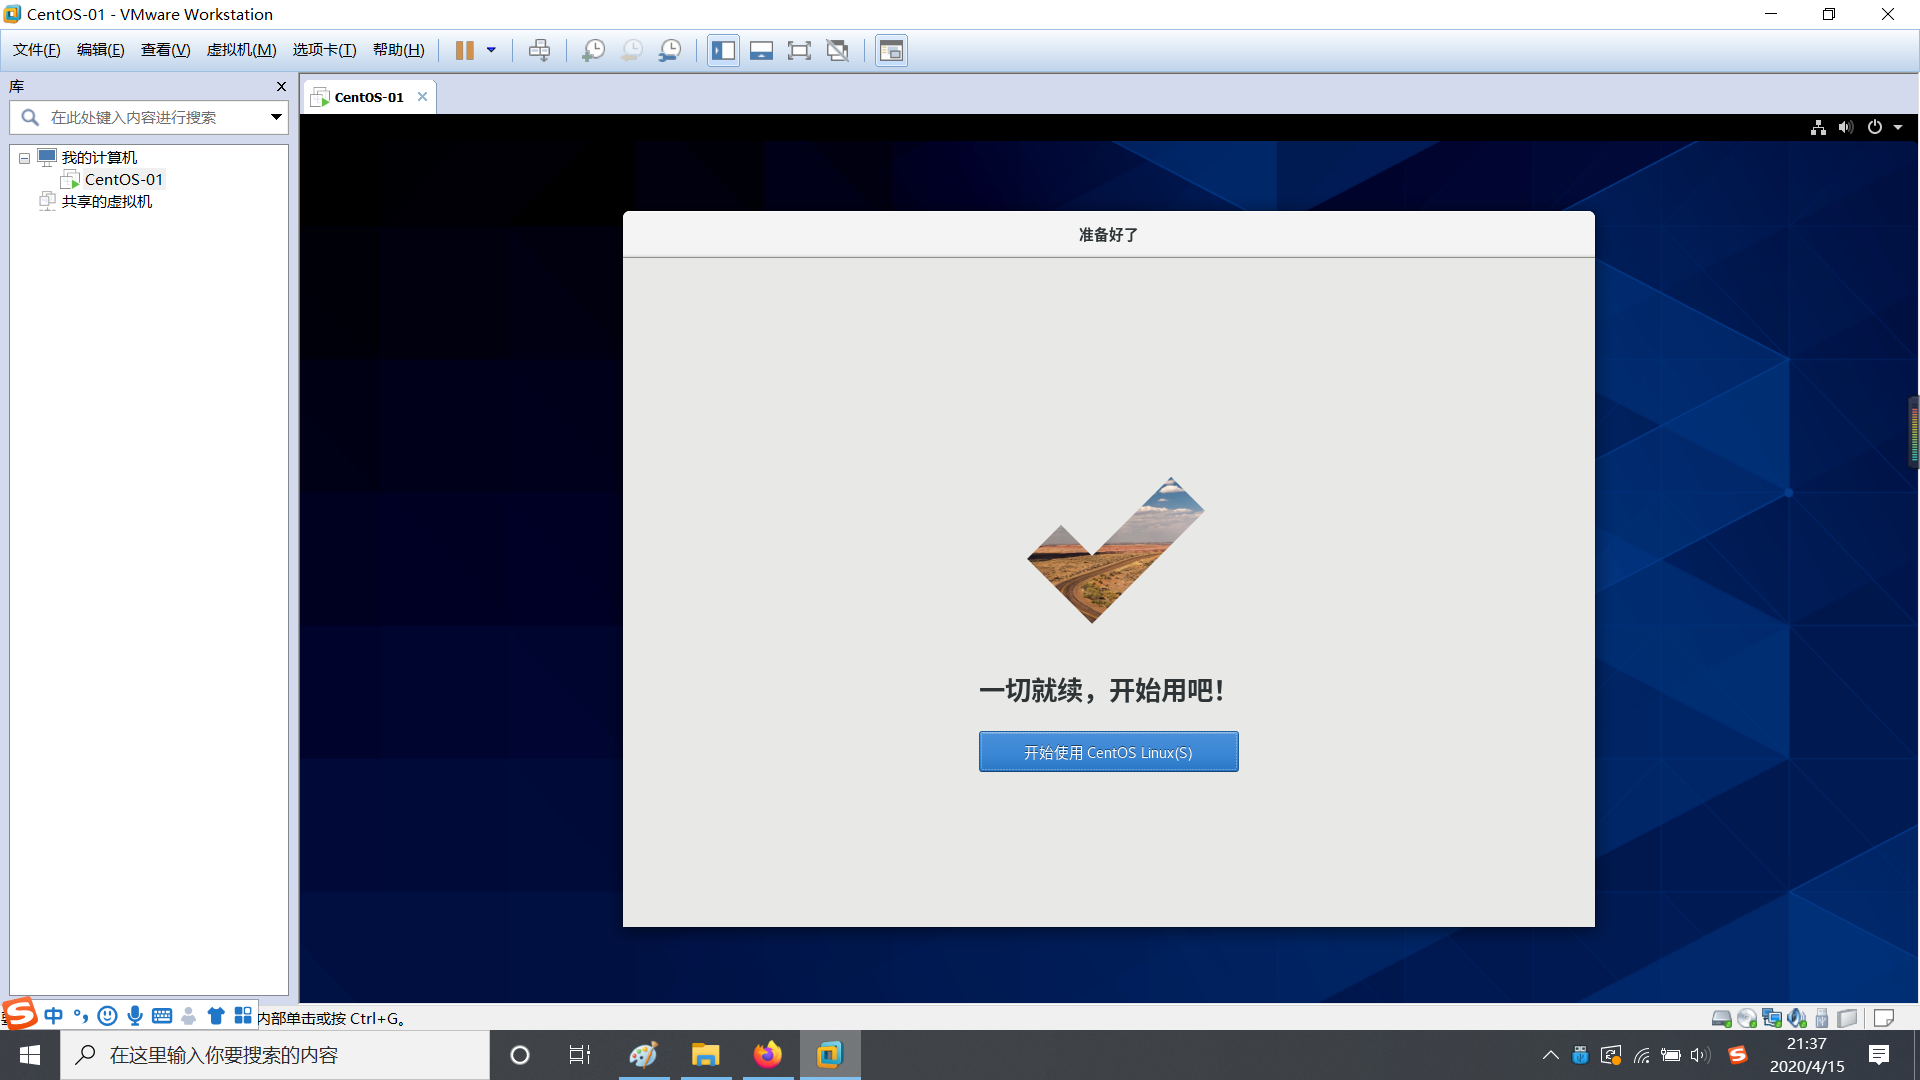 CentOS-01 - VMware Workstation
文件(F) 编辑(E) 查看(V) 虚拟机(M) 选项卡(T) 帮助(H)
库
CentOS-01
在此处键入内容进行搜索
我的计算机
CentOS-01
共享的虚拟机
准备好了
一切就续，开始用吧！
开始使用 CentOS Linux(S)
中
内部单击或按 Ctrl+G。
在这里输入你要搜索的内容
21:37
2020/4/15